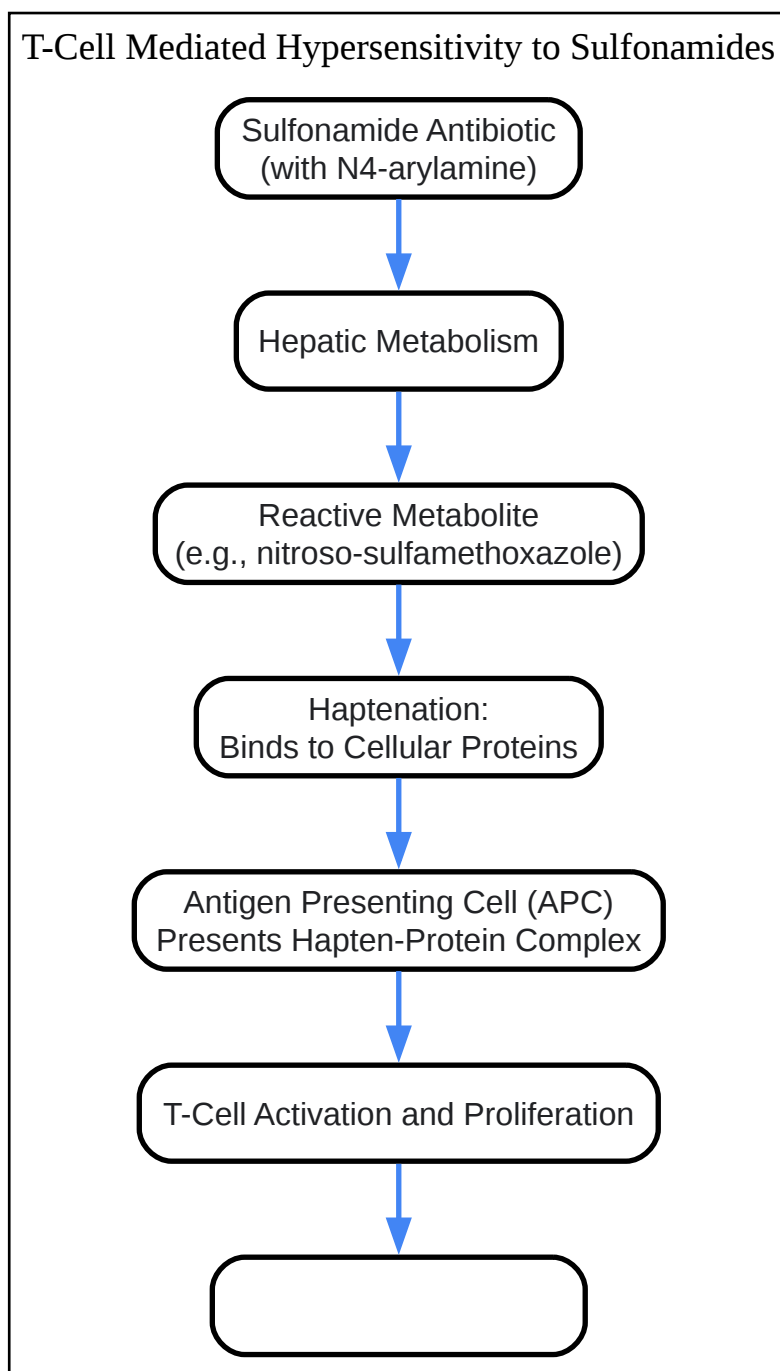 T-Cell Mediated Hypersensitivity to Sulfonamides
Sulfonamide Antibiotic
(with N4-arylamine)
Hepatic Metabolism
Reactive Metabolite
(e.g., nitroso-sulfamethoxazole)
Haptenation:
Binds to Cellular Proteins
Antigen Presenting Cell (APC)
Presents Hapten-Protein Complex
T-Cell Activation and Proliferation